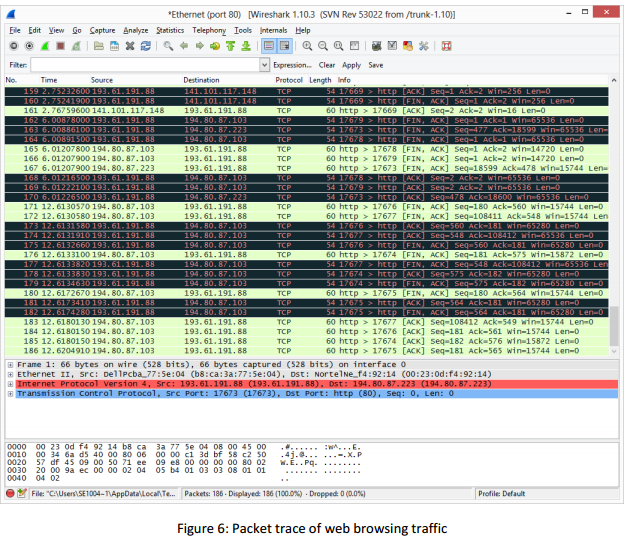 *Ethernet (port 80) [Wireshark 1.10.3 (SVN Rev 53022 from /trunk-1.10)]
File Edit View Go Capture Analyze Statistics Telephony Tools Internals Help
Filter: Expression... Clear Apply Save
No. Time Source Destination Protocol Length Info
159 2.75232600 193.61.191.88 141.101.117.148 TCP 54 17669 > http [ACK] Seq=1 Ack=2 Win=256 Len=0
160 2.75241900 193.61.191.88 141.101.117.148 TCP 54 17669 > http [FIN, ACK] Seq=1 Ack=2 Win=256 Len=0
161 2.76759600 141.101.117.148 193.61.191.88 TCP 60 http > 17669 [ACK] Seq=2 Ack=2 Win=16 Len=0
162 6.00878000 193.61.191.88 194.80.87.103 TCP 54 17679 > http [FIN, ACK] Seq=1 Ack=1 Win=65536 Len=0
163 6.00886100 193.61.191.88 194.80.87.223 TCP 54 17673 > http [FIN, ACK] Seq=477 Ack=18599 Win=65536 Len=
164 6.00891500 193.61.191.88 194.80.87.103 TCP 54 17678 > http [FIN, ACK] Seq=1 Ack=1 Win=65536 Len=0
165 6.01207800 194.80.87.103 193.61.191.88 TCP 60 http > 17679 [FIN, ACK] Seq=1 Ack=2 Win=14720 Len=0
166 6.01207900 194.80.87.103 193.61.191.88 TCP 60 http > 17678 [FIN, ACK] Seq=1 Ack=2 Win=14720 Len=0
167 6.01207900 194.80.87.223 193.61.191.88 TCP 60 http > 17673 [FIN, ACK] Seq=18599 Ack=478 Win=15744 Len=
168 6.01216500 193.61.191.88 194.80.87.103 TCP 54 17678 > http [ACK] Seq=2 Ack=2 Win=65536 Len=0
169 6.01222100 193.61.191.88 194.80.87.103 TCP 54 17679 > http [ACK] Seq=2 Ack=2 Win=65536 Len=0
170 6.01226500 193.61.191.88 194.80.87.223 TCP 54 17673 > http [ACK] Seq=478 Ack=18600 Win=65536 Len=0
171 12.6130570 194.80.87.103 193.61.191.88 TCP 60 http > 17676 [FIN, ACK] Seq=180 Ack=560 Win=15744 Len=0
172 12.6130580 194.80.87.103 193.61.191.88 TCP 60 http > 17677 [FIN, ACK] Seq=108411 Ack=548 Win=15744 Len
173 12.6131580 193.61.191.88 194.80.87.103 TCP 54 17676 > http [ACK] Seq=560 Ack=181 Win=65280 Len=0
174 12.6131910 193.61.191.88 194.80.87.103 TCP 54 17677 > http [ACK] Seq=548 Ack=108412 Win=65536 Len=0
175 12.6132660 193.61.191.88 194.80.87.103 TCP 54 17676 > http [FIN, ACK] Seq=560 Ack=181 Win=65280 Len=0
176 12.6133100 194.80.87.103 193.61.191.88 TCP 60 http > 17674 [FIN, ACK] Seq=181 Ack=575 Win=15872 Len=0
177 12.6133820 193.61.191.88 194.80.87.103 TCP 54 17677 > http [FIN, ACK] Seq=548 Ack=108412 Win=65536 Len
178 12.6133830 193.61.191.88 194.80.87.103 TCP 54 17674 > http [ACK] Seq=575 Ack=182 Win=65280 Len=0
179 12.6134630 193.61.191.88 194.80.87.103 TCP 54 17674 > http [FIN, ACK] Seq=575 Ack=182 Win=65280 Len=0
180 12.6172670 194.80.87.103 193.61.191.88 TCP 60 http > 17675 [FIN, ACK] Seq=180 Ack=564 Win=15744 Len=0
181 12.6173410 193.61.191.88 194.80.87.103 TCP 54 17675 > http [ACK] Seq=564 Ack=181 Win=65280 Len=0
182 12.6174280 193.61.191.88 194.80.87.103 TCP 54 17675 > http [FIN, ACK] Seq=564 Ack=181 Win=65280 Len=0
183 12.6180130 194.80.87.103 193.61.191.88 TCP 60 http > 17677 [ACK] Seq=108412 Ack=549 Win=15744 Len=0
184 12.6180150 194.80.87.103 193.61.191.88 TCP 60 http > 17676 [ACK] Seq=181 Ack=561 Win=15744 Len=0
185 12.6180150 194.80.87.103 193.61.191.88 TCP 60 http > 17674 [ACK] Seq=182 Ack=576 Win=15872 Len=0
186 12.6204910 194.80.87.103 193.61.191.88 TCP 60 http > 17675 [ACK] Seq=181 Ack=565 Win=15744 Len=0
Frame 1: 66 bytes on wire (528 bits), 66 bytes captured (528 bits) on interface 0
Ethernet II, Src: DellPcba_77:5e:04 (b8:ca:3a:77:5e:04), Dst: NortelNe_f4:92:14 (00:23:0d:f4:92:14)
Internet Protocol Version 4, Src: 193.61.191.88 (193.61.191.88), Dst: 194.80.87.223 (194.80.87.223)
Transmission Control Protocol, Src Port: 17673 (17673), Dst Port: http (80), Seq: 0, Len: 0
0000 00 23 0d f4 92 14 b8 ca 3a 77 5e 04 08 00 45 00 .#...... :w^...E.
0010 00 34 6a d5 40 00 80 06 00 00 c1 3d bf 58 c2 50 .4j.@... ...=.X.P
0020 57 df 45 09 00 50 71 ee 09 e8 00 00 00 00 80 02 W.E..Pq. ........
0030 20 00 9a ec 00 00 02 04 05 b4 01 03 03 08 01 01 ....... ........
0040 04 02 ..
File: "C:\Users\SE1004~1\AppData\Local\Te... Packets: 186 · Displayed: 186 (100.0%) · Dropped: 0 (0.0%) Profile: Default
Figure 6: Packet trace of web browsing traffic